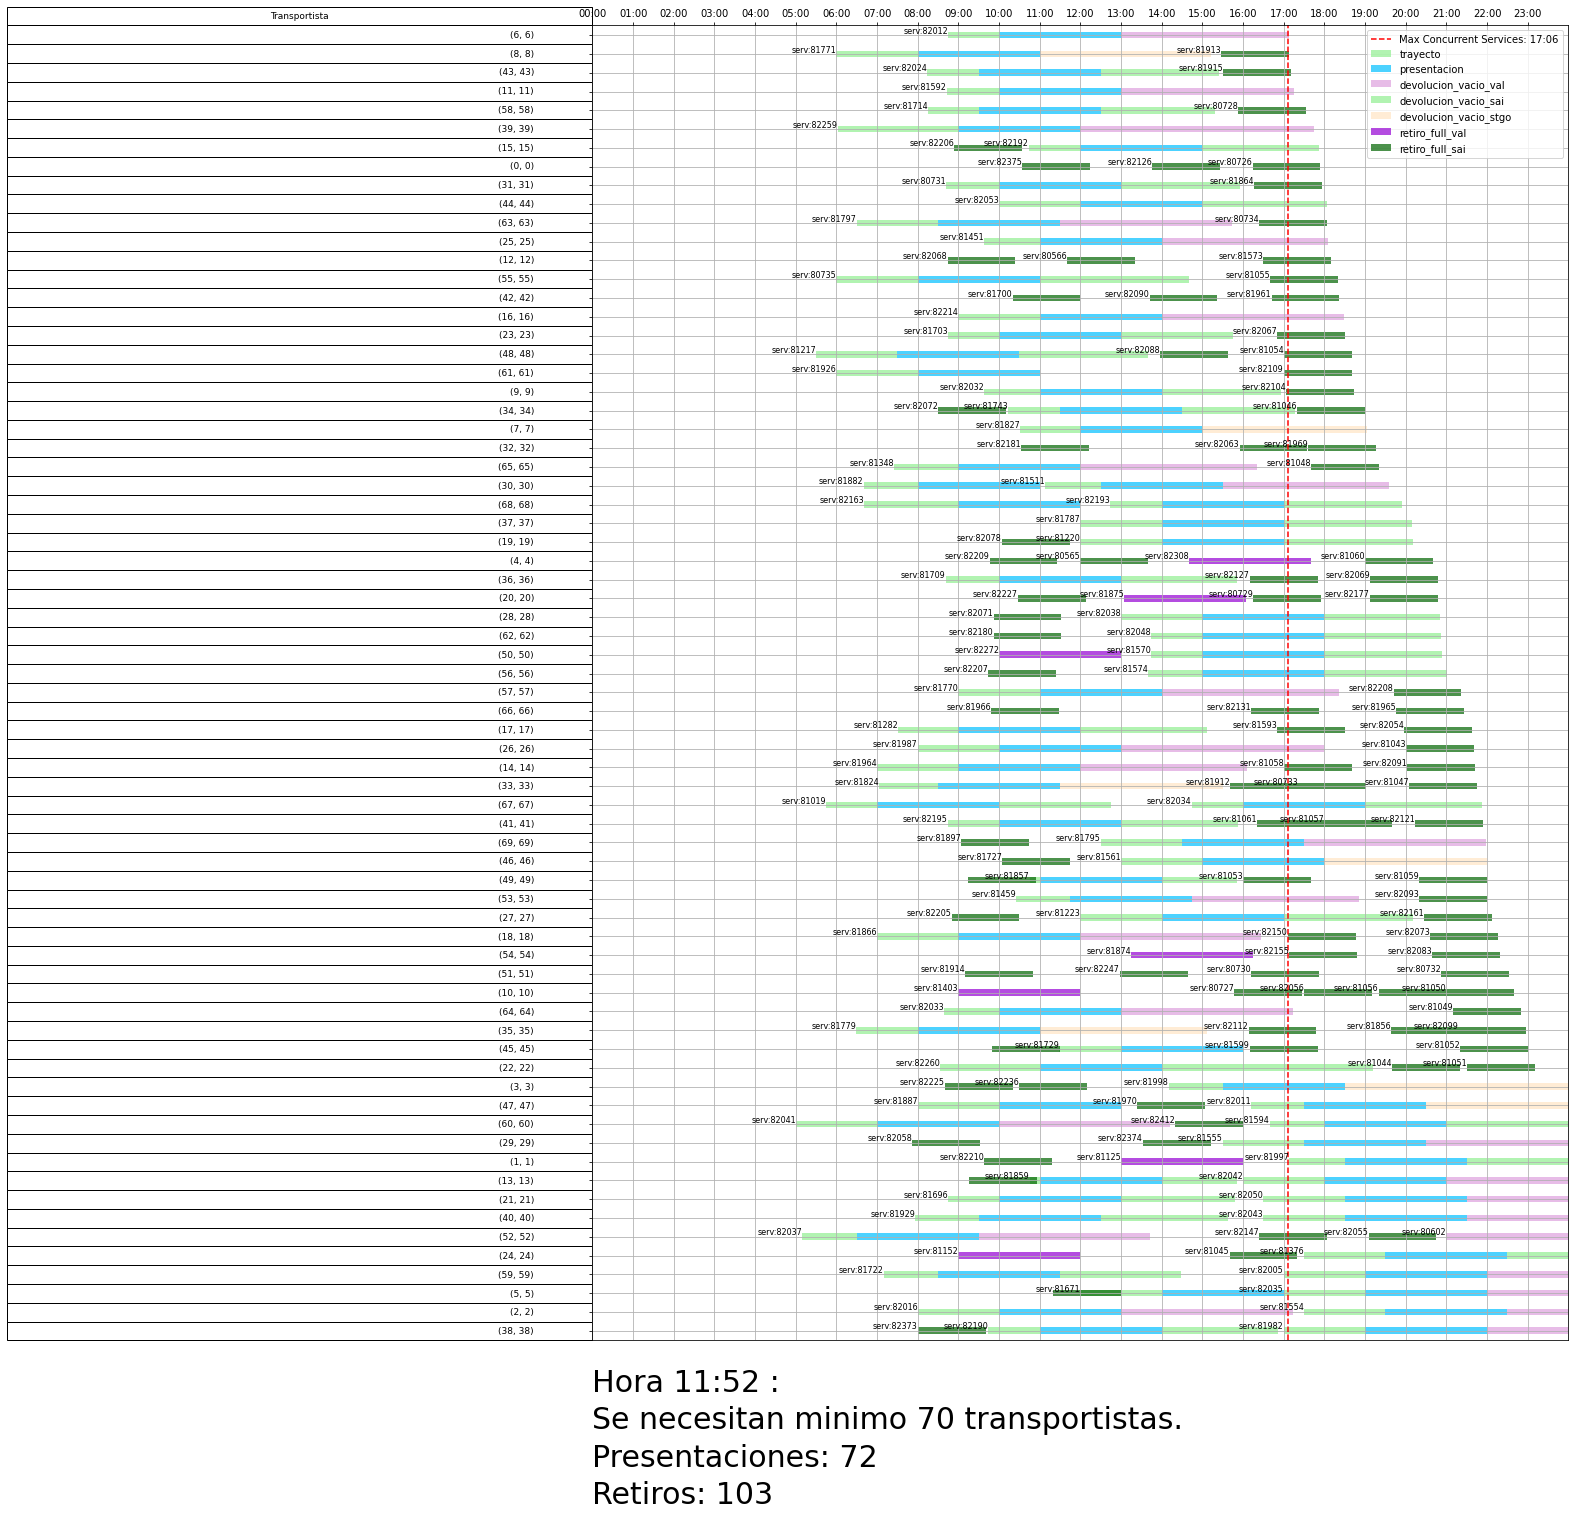 Transportista
00:00 01:00 02:00 03:00 04:00 05:00 06:00 07:00 08:00 09:00 10:00 11:00 12:00 13:00 14:00 15:00 16:00 17:00 18:00 19:00 20:00 21:00 22:00 23:00
Max Concurrent Services: 17:06
trayecto
presentacion
devolucion_vacio_val
devolucion_vacio_sai
devolucion_vacio_stgo
retiro_full_val
retiro_full_sai
(6, 6) serv:82012
(8, 8) serv:81771 serv:81913
(43, 43) serv:82024 serv:81915
(11, 11) serv:81592
(58, 58) serv:81714 serv:80728
(39, 39) serv:82259
(15, 15) serv:82206 serv:82192
(0, 0) serv:82375 serv:82126 serv:80726
(31, 31) serv:80731 serv:81864
(44, 44) serv:82053
(63, 63) serv:81797 serv:80734
(25, 25) serv:81451
(12, 12) serv:82068 serv:80566 serv:81573
(55, 55) serv:80735 serv:81055
(42, 42) serv:81700 serv:82090 serv:81961
(16, 16) serv:82214
(23, 23) serv:81703 serv:82067
(48, 48) serv:81217 serv:82088 serv:81054
(61, 61) serv:81926 serv:82109
(9, 9) serv:82032 serv:82104
(34, 34) serv:82072 serv:81743 serv:81046
(7, 7) serv:81827
(32, 32) serv:82181 serv:82063 serv:81969
(65, 65) serv:81348 serv:81048
(30, 30) serv:81882 serv:81511
(68, 68) serv:82163 serv:82193
(37, 37) serv:81787
(19, 19) serv:82078 serv:81220
(4, 4) serv:82209 serv:80565 serv:82308 serv:81060
(36, 36) serv:81709 serv:82127 serv:82069
(20, 20) serv:82227 serv:81875 serv:80729 serv:82177
(28, 28) serv:82071 serv:82038
(62, 62) serv:82180 serv:82048
(50, 50) serv:82272 serv:81570
(56, 56) serv:82207 serv:81574
(57, 57) serv:81770 serv:82208
(66, 66) serv:81966 serv:82131 serv:81965
(17, 17) serv:81282 serv:81593 serv:82054
(26, 26) serv:81987 serv:81043
(14, 14) serv:81964 serv:81058 serv:82091
(33, 33) serv:81824 serv:81912 serv:80733 serv:81047
(67, 67) serv:81019 serv:82034
(41, 41) serv:82195 serv:81061 serv:81057 serv:82121
(69, 69) serv:81897 serv:81795
(46, 46) serv:81727 serv:81561
(49, 49) serv:81857 serv:81053 serv:81059
(53, 53) serv:81459 serv:82093
(27, 27) serv:82205 serv:81223 serv:82161
(18, 18) serv:81866 serv:82150 serv:82073
(54, 54) serv:81874 serv:82155 serv:82083
(51, 51) serv:81914 serv:82247 serv:80730 serv:80732
(10, 10) serv:81403 serv:80727 serv:82056 serv:81056 serv:81050
(64, 64) serv:82033 serv:81049
(35, 35) serv:81779 serv:82112 serv:81856 serv:82099
(45, 45) serv:81729 serv:81599 serv:81052
(22, 22) serv:82260 serv:81044 serv:81051
(3, 3) serv:82225 serv:82236 serv:81998
(47, 47) serv:81887 serv:81970 serv:82011
(60, 60) serv:82041 serv:82412 serv:81594
(29, 29) serv:82058 serv:82374 serv:81555
(1, 1) serv:82210 serv:81125 serv:81997
(13, 13) serv:81859 serv:82042
(21, 21) serv:81696 serv:82050
(40, 40) serv:81929 serv:82043
(52, 52) serv:82037 serv:82147 serv:82055 serv:80602
(24, 24) serv:81152 serv:81045 serv:81376
(59, 59) serv:81722 serv:82005
(5, 5) serv:81671 serv:82035
(2, 2) serv:82016 serv:81554
(38, 38) serv:82373 serv:82190 serv:81982
Hora 11:52 :
Se necesitan minimo 70 transportistas.
Presentaciones: 72
Retiros: 103